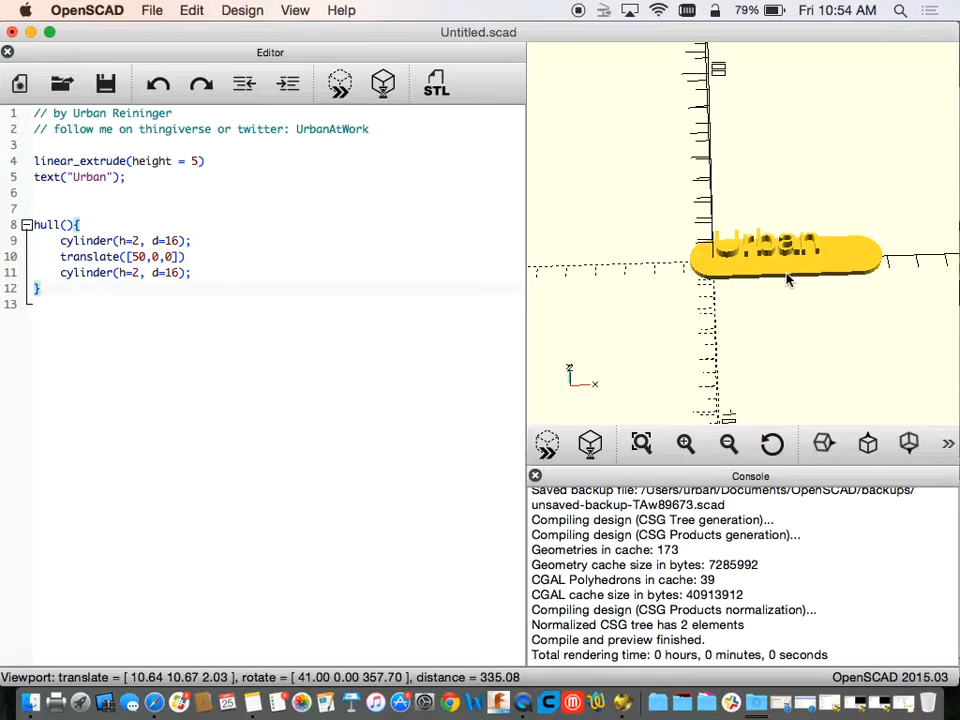 OpenSCAD File Edit Design View Help 79% Fri 10:54 AM
Untitled.scad
Editor
STL
1 // by Urban Reininger
2 // follow me on thingiverse or twitter: UrbanAtWork
3
4 linear_extrude(height = 5)
5 text("Urban");
6
7
8 hull(){
9 cylinder(h=2, d=16);
10 translate([50,0,0])
11 cylinder(h=2, d=16);
12 }
13
Urban
z
x
»
Console
Saved backup file: /Users/urban/Documents/OpenSCAD/backups/
unsaved-backup-TAw89673.scad
Compiling design (CSG Tree generation)...
Compiling design (CSG Products generation)...
Geometries in cache: 173
Geometry cache size in bytes: 7285992
CGAL Polyhedrons in cache: 39
CGAL cache size in bytes: 40913912
Compiling design (CSG Products normalization)...
Normalized CSG tree has 2 elements
Compile and preview finished.
Total rendering time: 0 hours, 0 minutes, 0 seconds
Viewport: translate = [ 10.64 10.67 2.03 ], rotate = [ 41.00 0.00 357.70 ], distance = 335.08 OpenSCAD 2015.03
25